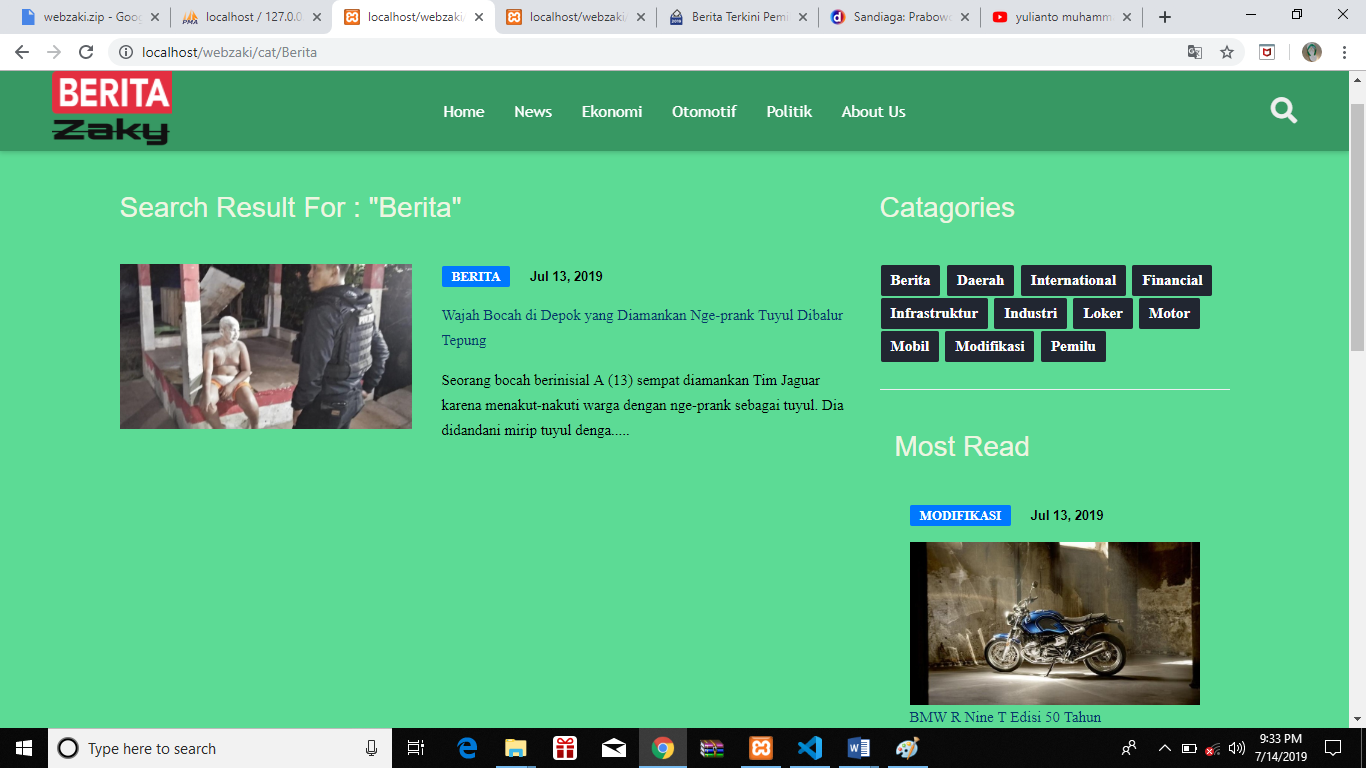 webzaki.zip - Goog
localhost / 127.0.0.
localhost/webzaki/
localhost/webzaki/
Berita Terkini Pemi
Sandiaga: Prabowo
yulianto muhamm
localhost/webzaki/cat/Berita
BERITA
Zaky
Home News Ekonomi Otomotif Politik About Us
Search Result For : "Berita"
BERITA Jul 13, 2019
Wajah Bocah di Depok yang Diamankan Nge-prank Tuyul Dibalur
Tepung
Seorang bocah berinisial A (13) sempat diamankan Tim Jaguar
karena menakut-nakuti warga dengan nge-prank sebagai tuyul. Dia
didandani mirip tuyul denga.....
Catagories
Berita Daerah International Financial
Infrastruktur Industri Loker Motor
Mobil Modifikasi Pemilu
Most Read
MODIFIKASI Jul 13, 2019
BMW R Nine T Edisi 50 Tahun
Type here to search
9:33 PM
7/14/2019